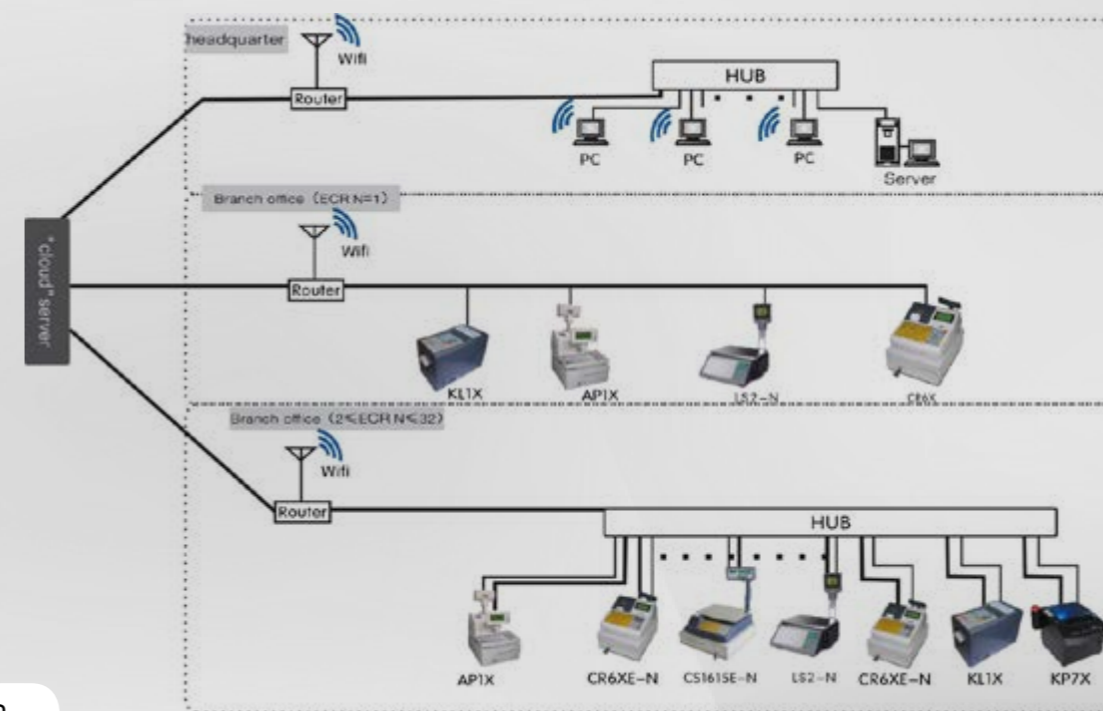 headquarter
Wifi
Router
HUB
PC
PC
PC
Server
Branch office (ECR N=1)
Wifi
Router
"cloud" server
KL1X
AP1X
LS2-N
CR6X
Branch office (2≤ECR N≤32)
Wifi
Router
HUB
AP1X
CR6XE-N
CS1615E-N
LS2-N
CR6XE-N
KL1X
KP7X